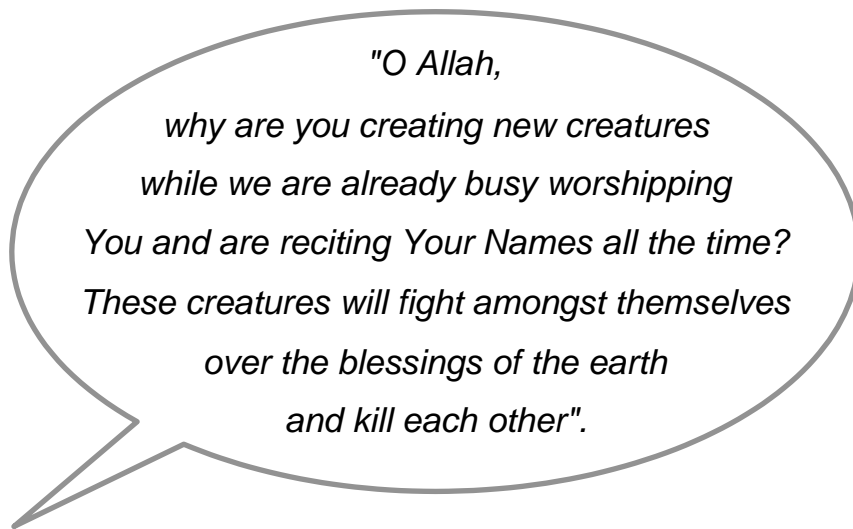 "O Allah,
why are you creating new creatures
while we are already busy worshipping
You and are reciting Your Names all the time?
These creatures will fight amongst themselves
over the blessings of the earth
and kill each other".